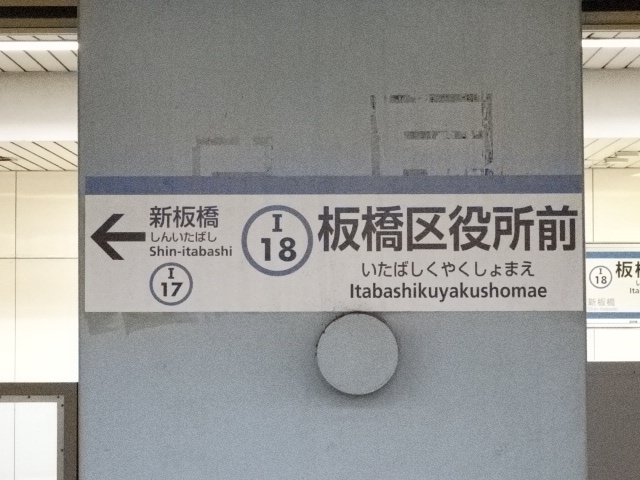 新板橋
しんいたばし
Shin-itabashi
I
17
I
18
板橋区役所前
いたばしくやくしょまえ
Itabashikuyakushomae
I
18
板
新板橋